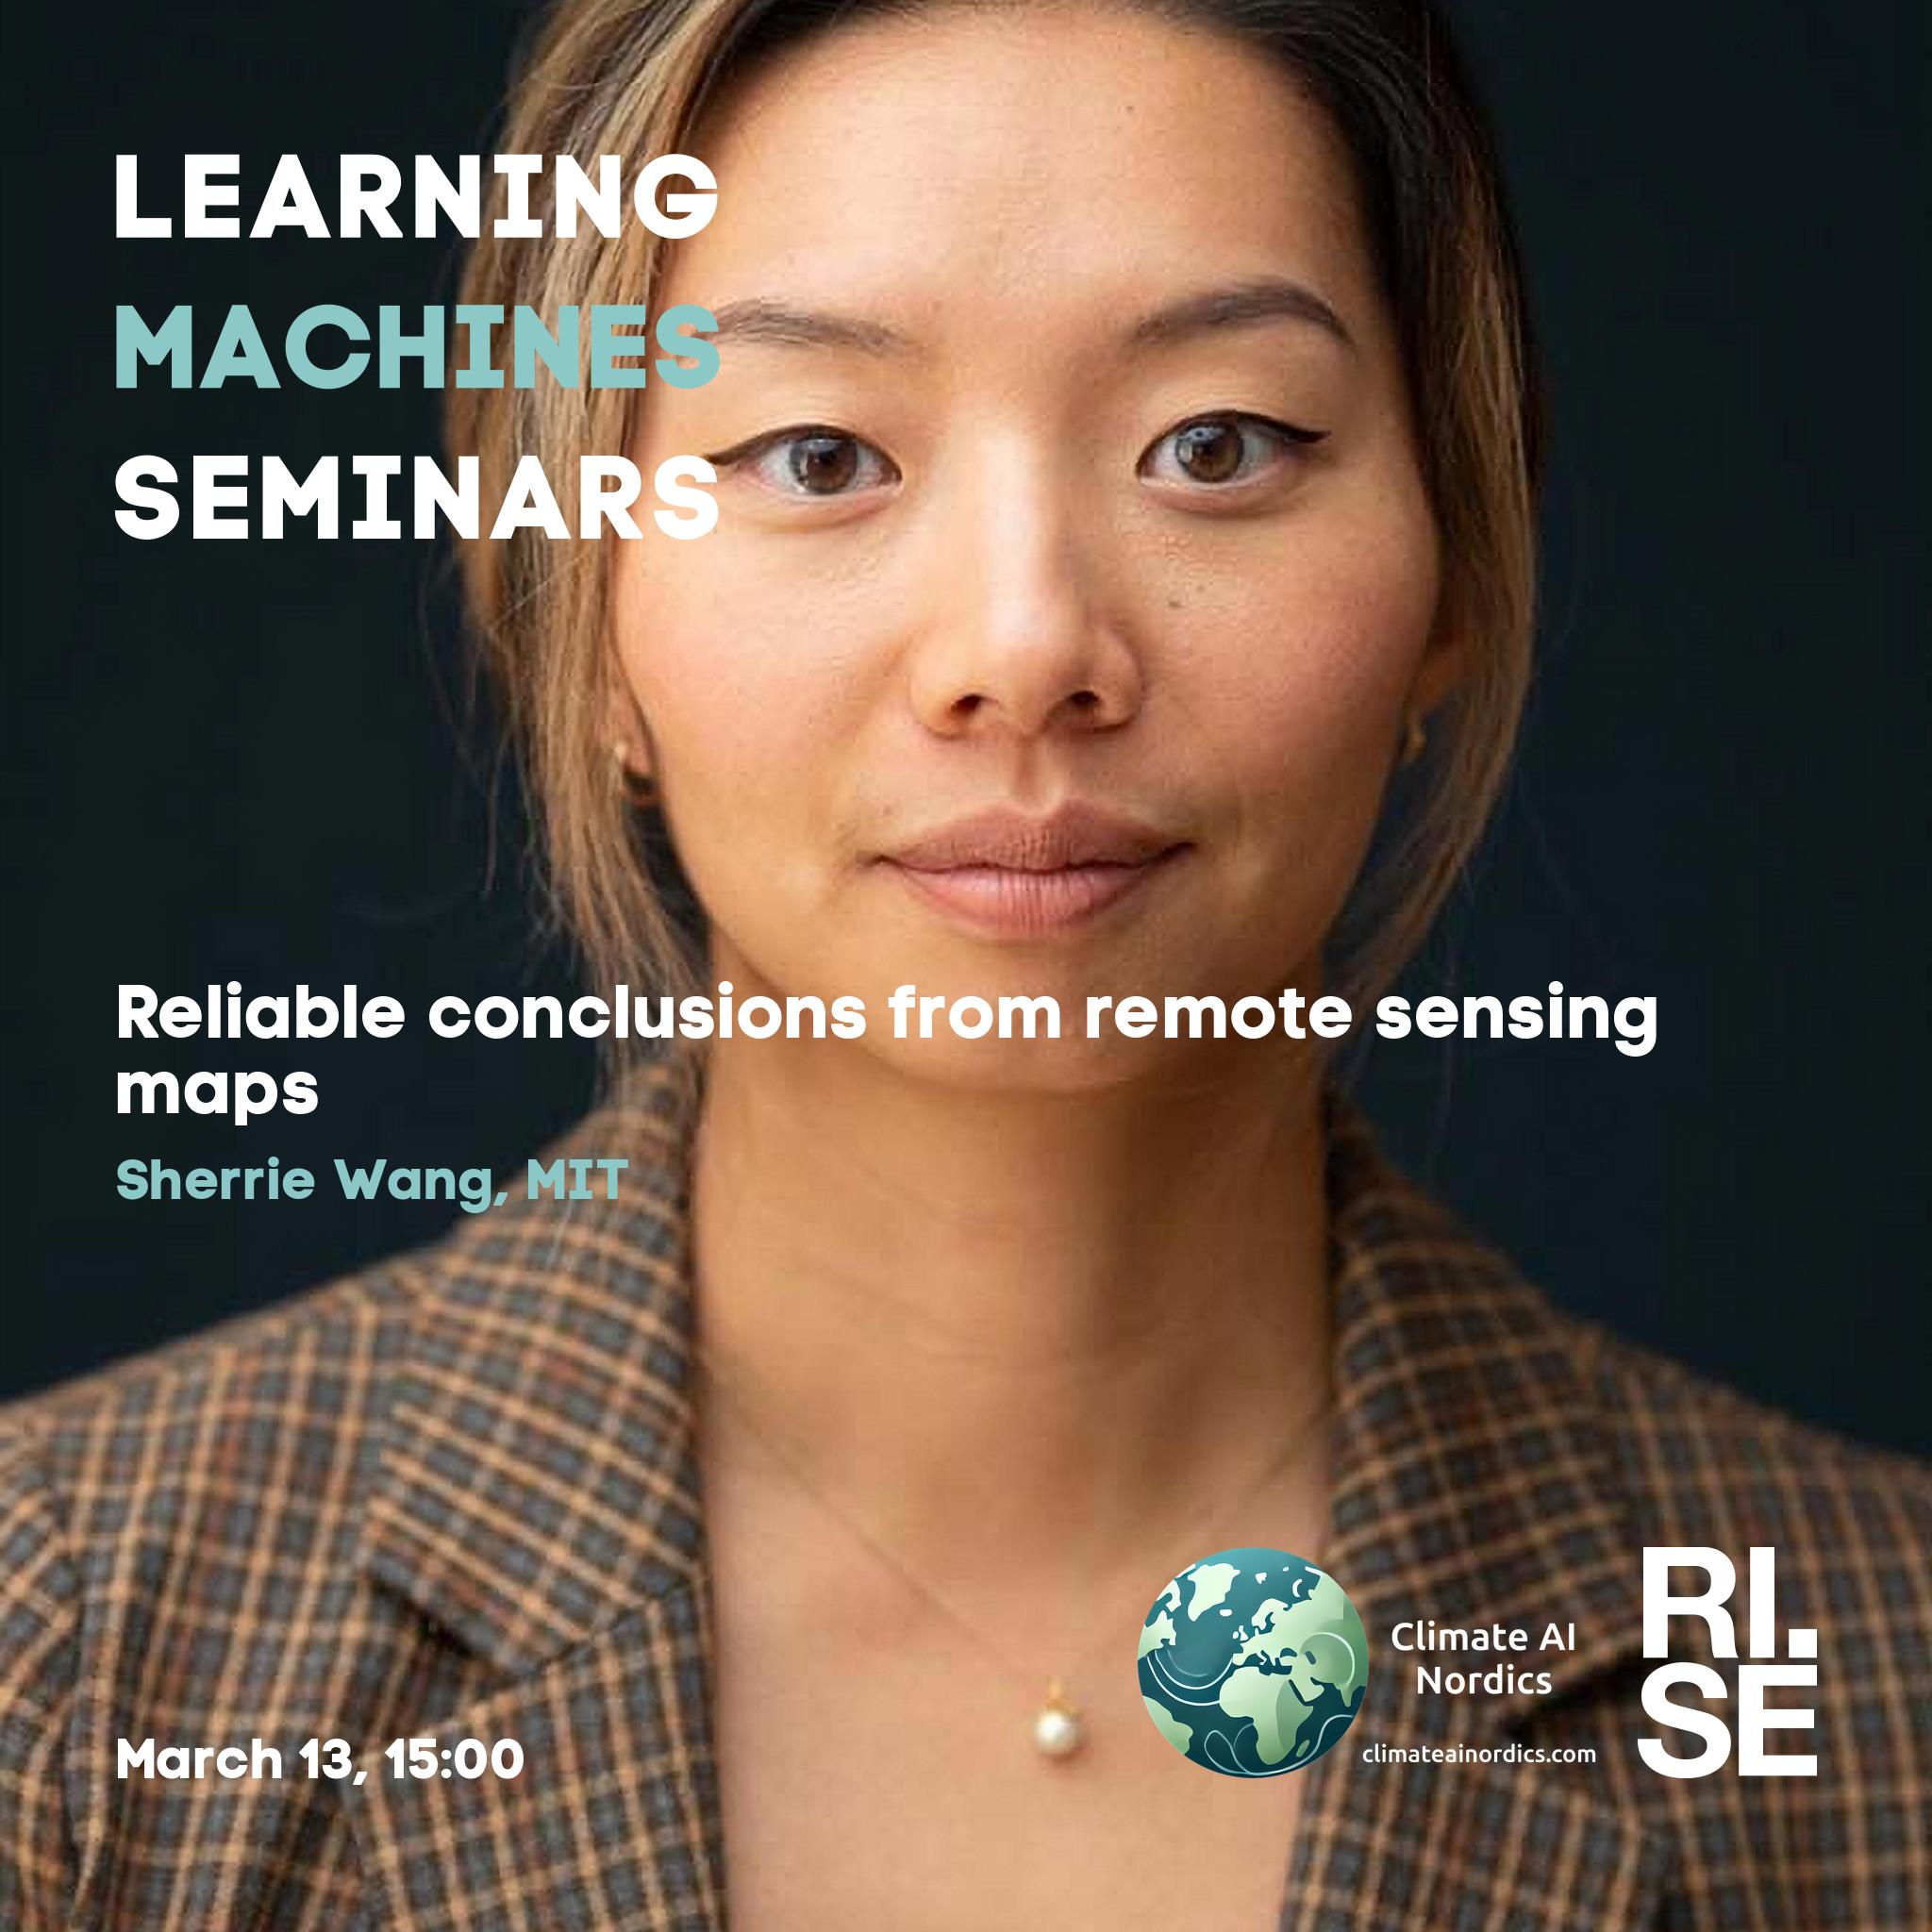 LEARNING
MACHINES
SEMINARS
Reliable conclusions from remote sensing
maps
Sherrie Wang, MIT
March 13, 15:00
Climate AI
Nordics
climateainordics.com
RI.
SE